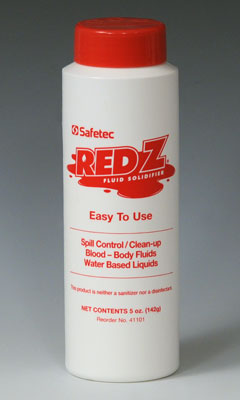 Safetec
RED Z
FLUID SOLIDIFIER
Easy To Use
Spill Control / Clean-up
Blood – Body Fluids
Water Based Liquids
This product is neither a sanitizer nor a disinfectant.
NET CONTENTS 5 oz. (142g)
Reorder No. 41101